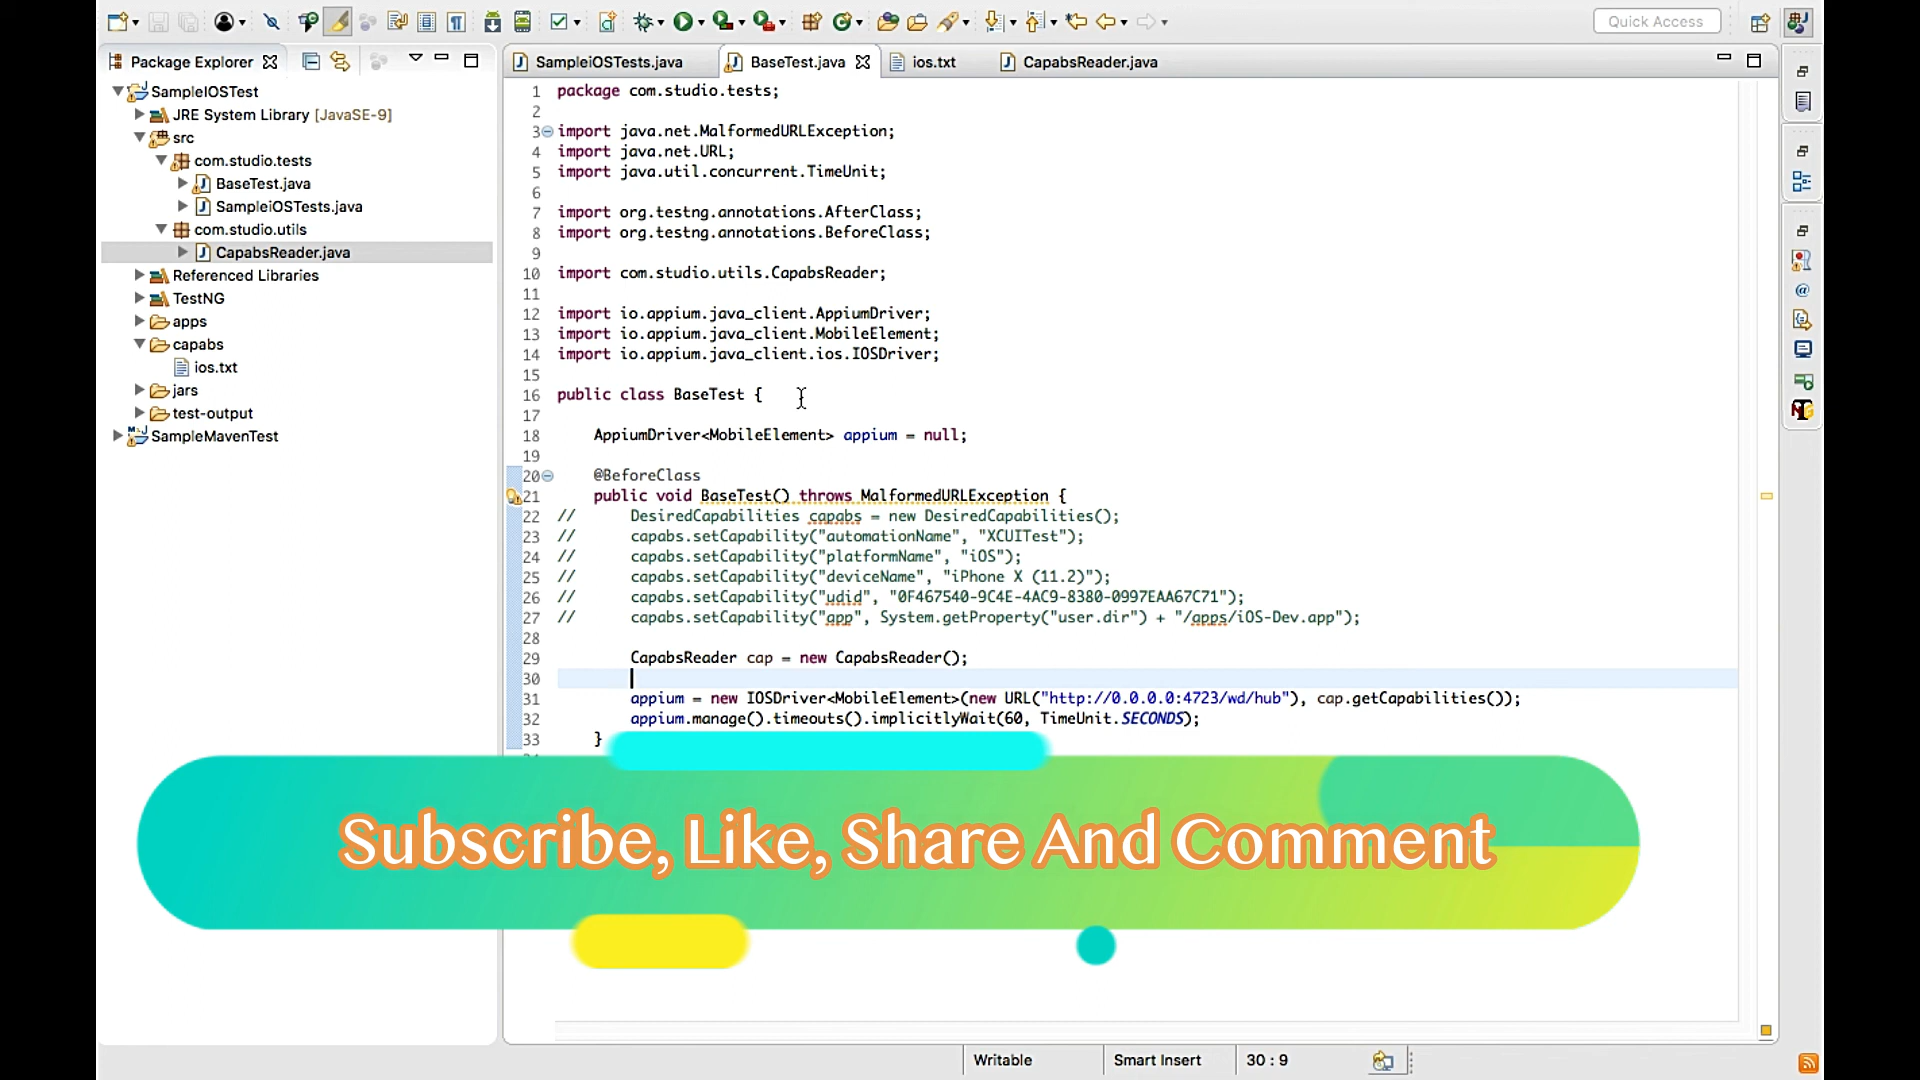 Quick Access
Package Explorer
SampleIOSTest
JRE System Library [JavaSE-9]
src
com.studio.tests
BaseTest.java
SampleiOSTests.java
com.studio.utils
CapabsReader.java
Referenced Libraries
TestNG
apps
capabs
ios.txt
jars
test-output
SampleMavenTest
SampleiOSTests.java
BaseTest.java
ios.txt
CapabsReader.java
1 package com.studio.tests;
2
3 import java.net.MalformedURLException;
4 import java.net.URL;
5 import java.util.concurrent.TimeUnit;
6
7 import org.testng.annotations.AfterClass;
8 import org.testng.annotations.BeforeClass;
9
10 import com.studio.utils.CapabsReader;
11
12 import io.appium.java_client.AppiumDriver;
13 import io.appium.java_client.MobileElement;
14 import io.appium.java_client.ios.IOSDriver;
15
16 public class BaseTest {
17
18 AppiumDriver<MobileElement> appium = null;
19
20 @BeforeClass
21 public void BaseTest() throws MalformedURLException {
22 // DesiredCapabilities capabs = new DesiredCapabilities();
23 // capabs.setCapability("automationName", "XCUITest");
24 // capabs.setCapability("platformName", "iOS");
25 // capabs.setCapability("deviceName", "iPhone X (11.2)");
26 // capabs.setCapability("udid", "0F467540-9C4E-4AC9-8380-0997EAA67C71");
27 // capabs.setCapability("app", System.getProperty("user.dir") + "/apps/iOS-Dev.app");
28
29 CapabsReader cap = new CapabsReader();
30
31 appium = new IOSDriver<MobileElement>(new URL("http://0.0.0.0:4723/wd/hub"), cap.getCapabilities());
32 appium.manage().timeouts().implicitlyWait(60, TimeUnit.SECONDS);
33 }
Subscribe, Like, Share And Comment
Writable
Smart Insert
30 : 9